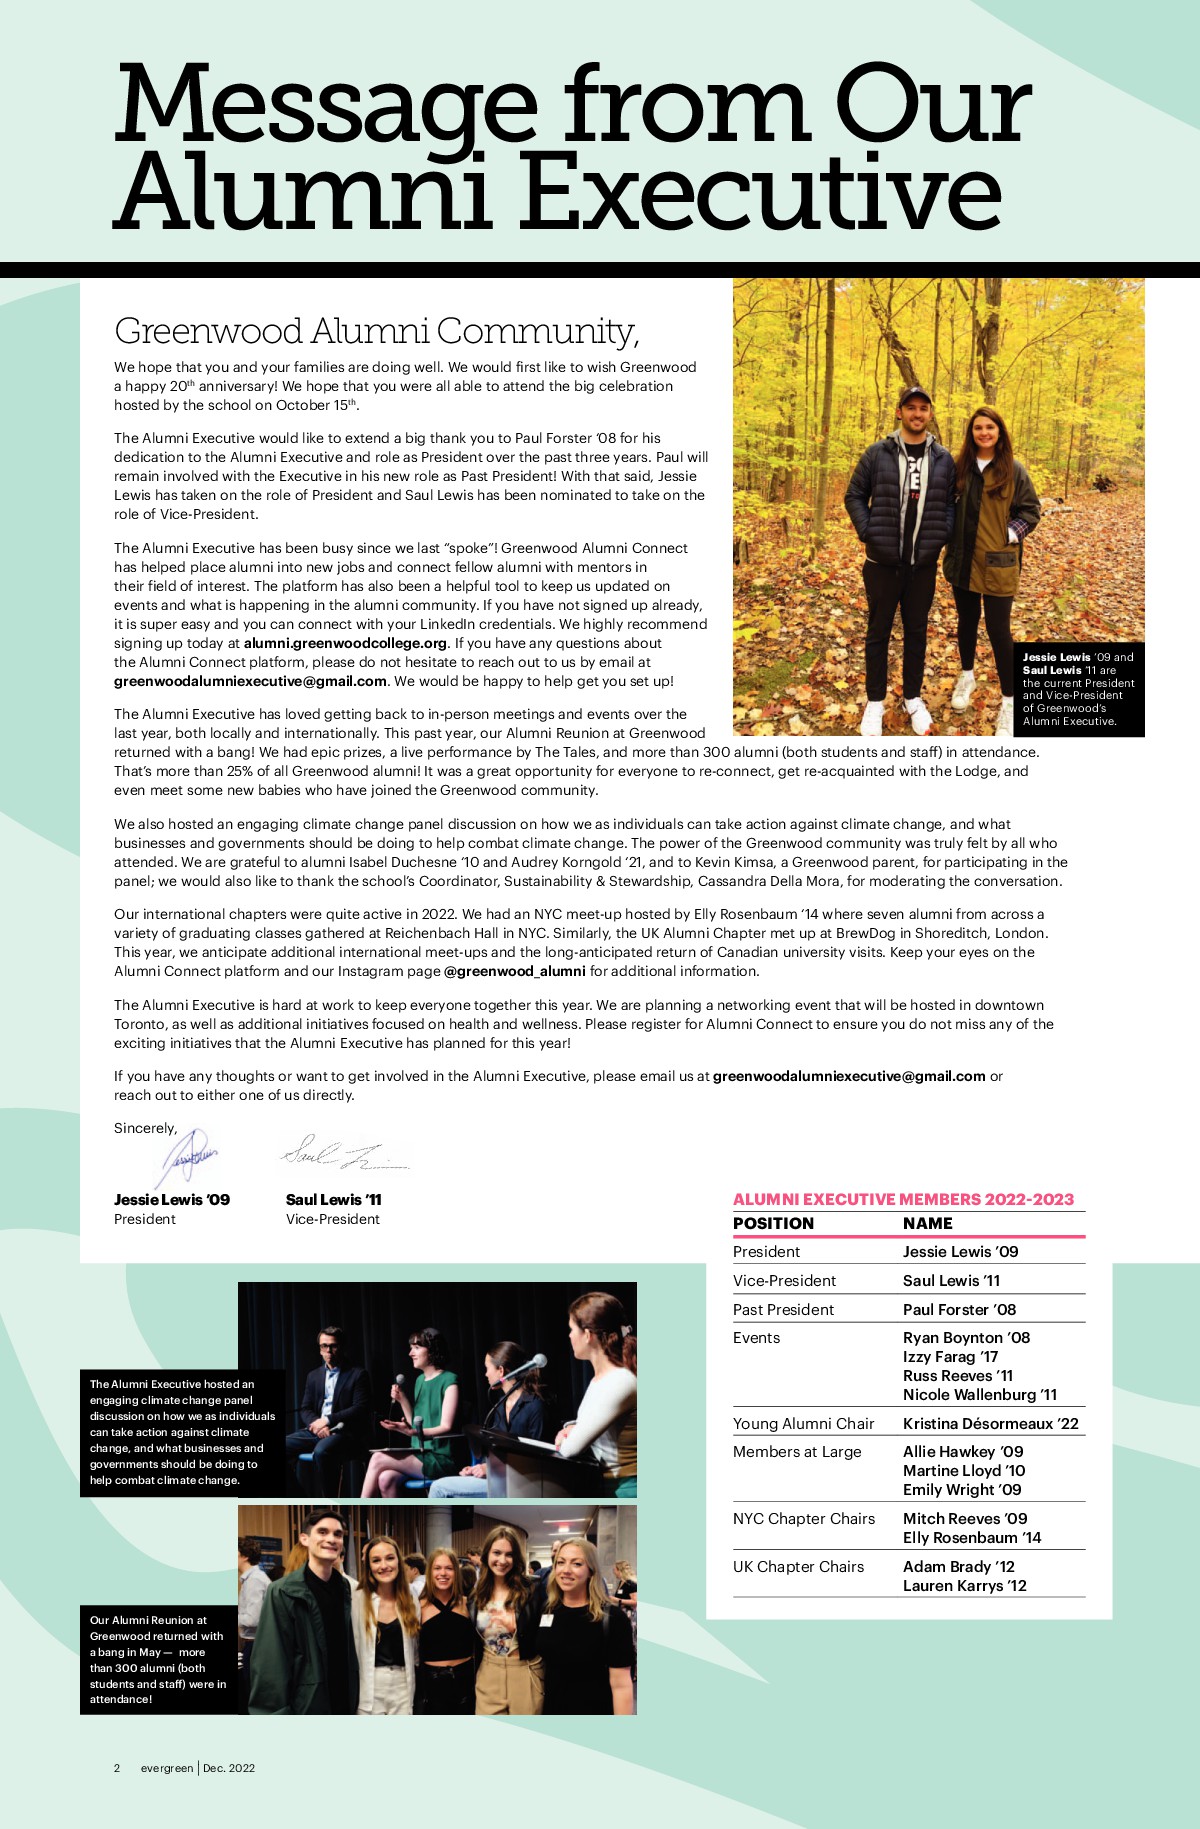 Message from Our
Alumni Executive
Greenwood Alumni Community,
We hope that you and your families are doing well. We would first like to wish Greenwood
a happy 20th anniversary! We hope that you were all able to attend the big celebration
hosted by the school on October 15th.
The Alumni Executive would like to extend a big thank you to Paul Forster ’08 for his
dedication to the Alumni Executive and role as President over the past three years. Paul will
remain involved with the Executive in his new role as Past President! With that said, Jessie
Lewis has taken on the role of President and Saul Lewis has been nominated to take on the
role of Vice-President.
The Alumni Executive has been busy since we last “spoke”! Greenwood Alumni Connect
has helped place alumni into new jobs and connect fellow alumni with mentors in
their field of interest. The platform has also been a helpful tool to keep us updated on
events and what is happening in the alumni community. If you have not signed up already,
it is super easy and you can connect with your LinkedIn credentials. We highly recommend
signing up today at alumni.greenwoodcollege.org. If you have any questions about
the Alumni Connect platform, please do not hesitate to reach out to us by email at
greenwoodalumniexecutive@gmail.com. We would be happy to help get you set up!
Jessie Lewis ’09 and
Saul Lewis ’11 are
the current President
and Vice-President
of Greenwood’s
Alumni Executive.
The Alumni Executive has loved getting back to in-person meetings and events over the
last year, both locally and internationally. This past year, our Alumni Reunion at Greenwood
returned with a bang! We had epic prizes, a live performance by The Tales, and more than 300 alumni (both students and staff) in attendance.
That’s more than 25% of all Greenwood alumni! It was a great opportunity for everyone to re-connect, get re-acquainted with the Lodge, and
even meet some new babies who have joined the Greenwood community.
We also hosted an engaging climate change panel discussion on how we as individuals can take action against climate change, and what
businesses and governments should be doing to help combat climate change. The power of the Greenwood community was truly felt by all who
attended. We are grateful to alumni Isabel Duchesne ‘10 and Audrey Korngold ‘21, and to Kevin Kimsa, a Greenwood parent, for participating in the
panel; we would also like to thank the school’s Coordinator, Sustainability & Stewardship, Cassandra Della Mora, for moderating the conversation.
Our international chapters were quite active in 2022. We had an NYC meet-up hosted by Elly Rosenbaum ‘14 where seven alumni from across a
variety of graduating classes gathered at Reichenbach Hall in NYC. Similarly, the UK Alumni Chapter met up at BrewDog in Shoreditch, London.
This year, we anticipate additional international meet-ups and the long-anticipated return of Canadian university visits. Keep your eyes on the
Alumni Connect platform and our Instagram page @greenwood_alumni for additional information.
The Alumni Executive is hard at work to keep everyone together this year. We are planning a networking event that will be hosted in downtown
Toronto, as well as additional initiatives focused on health and wellness. Please register for Alumni Connect to ensure you do not miss any of the
exciting initiatives that the Alumni Executive has planned for this year!
If you have any thoughts or want to get involved in the Alumni Executive, please email us at greenwoodalumniexecutive@gmail.com or
reach out to either one of us directly.
Sincerely,
Jessie Lewis ’09
President
Saul Lewis ’11
Vice-President
ALUMNI EXECUTIVE MEMBERS 2022-2023
POSITION NAME
President Jessie Lewis ’09
Vice-President Saul Lewis ’11
Past President Paul Forster ’08
Events Ryan Boynton ’08
Izzy Farag ’17
Russ Reeves ’11
Nicole Wallenburg ’11
Young Alumni Chair Kristina Désormeaux ’22
Members at Large Allie Hawkey ’09
Martine Lloyd ’10
Emily Wright ’09
NYC Chapter Chairs Mitch Reeves ’09
Elly Rosenbaum ’14
UK Chapter Chairs Adam Brady ’12
Lauren Karrys ’12
The Alumni Executive hosted an
engaging climate change panel
discussion on how we as individuals
can take action against climate
change, and what businesses and
governments should be doing to
help combat climate change.
Our Alumni Reunion at
Greenwood returned with
a bang in May — more
than 300 alumni (both
students and staff) were in
attendance!
2 evergreen | Dec. 2022